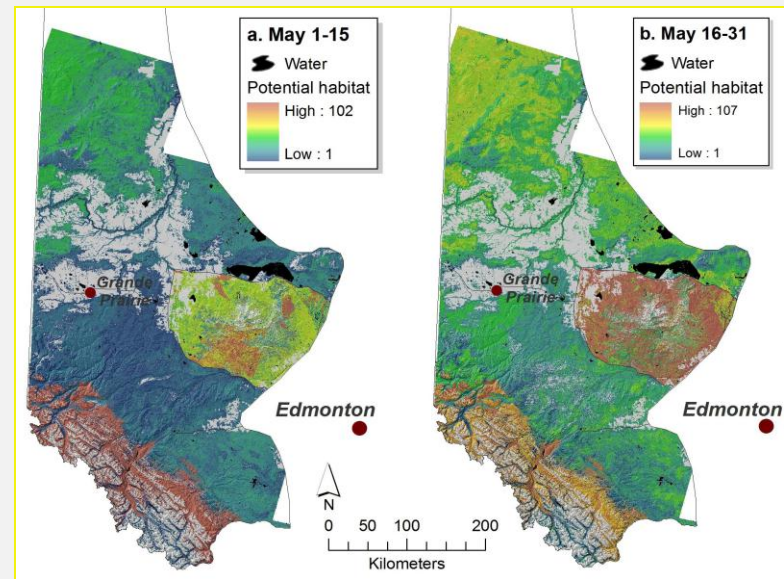 a. May 1-15
Water
Potential habitat
High : 102
Low : 1
Grande
Prairie
Edmonton
b. May 16-31
Water
Potential habitat
High : 107
Low : 1
Grande
Prairie
Edmonton
N
0 50 100 200
Kilometers